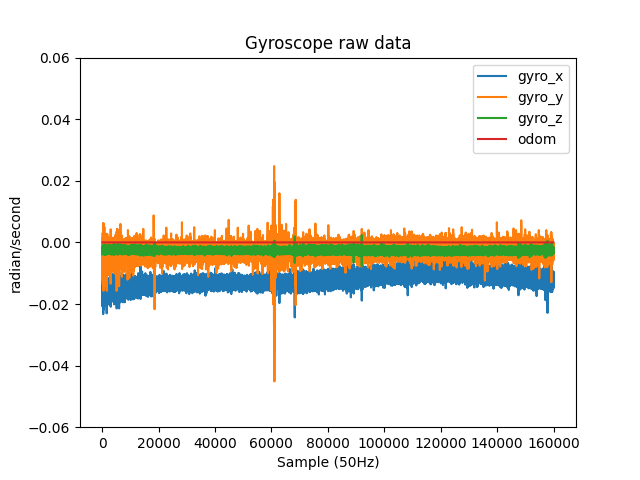 Gyroscope raw data
gyro_x
gyro_y
gyro_z
odom
radian/second
0.06
0.04
0.02
0.00
−0.02
−0.04
−0.06
0 20000 40000 60000 80000 100000 120000 140000 160000
Sample (50Hz)